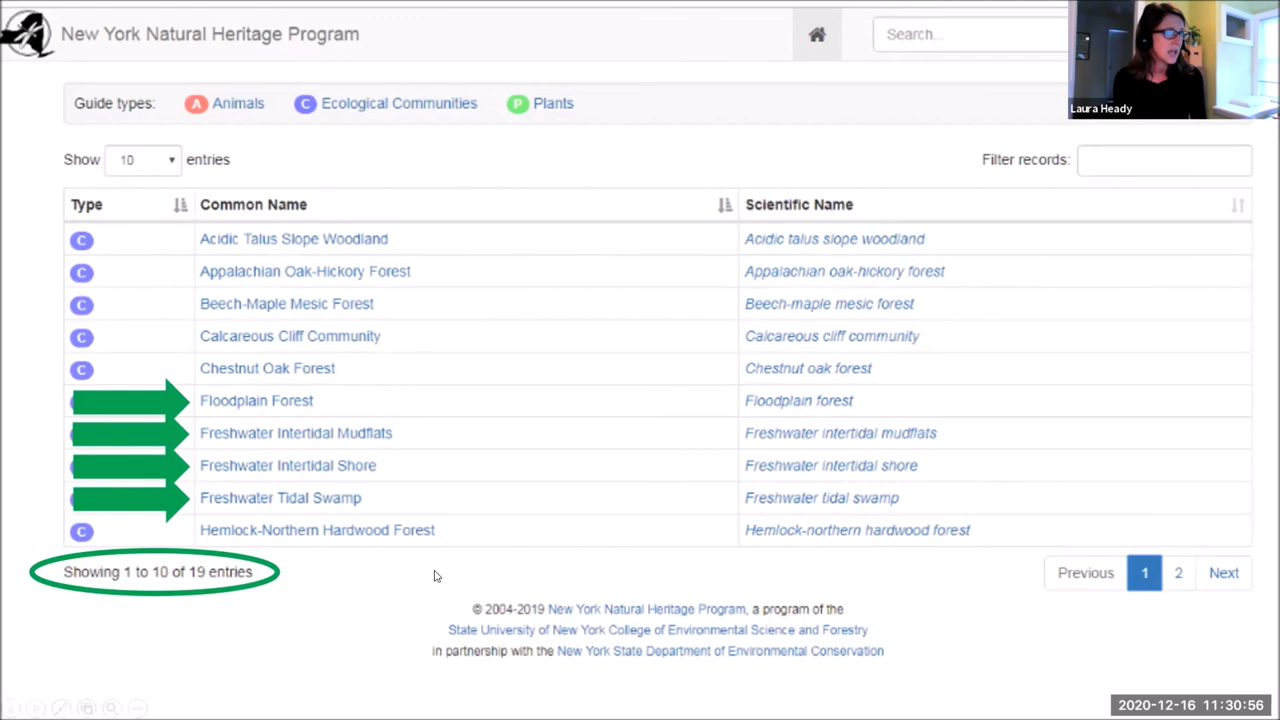 New York Natural Heritage Program
Search...
Laura Heady
Guide types: A Animals C Ecological Communities P Plants
Show 10 entries Filter records:
Type Common Name Scientific Name
C Acidic Talus Slope Woodland Acidic talus slope woodland
C Appalachian Oak-Hickory Forest Appalachian oak-hickory forest
C Beech-Maple Mesic Forest Beech-maple mesic forest
C Calcareous Cliff Community Calcareous cliff community
C Chestnut Oak Forest Chestnut oak forest
Floodplain Forest Floodplain forest
Freshwater Intertidal Mudflats Freshwater intertidal mudflats
Freshwater Intertidal Shore Freshwater intertidal shore
Freshwater Tidal Swamp Freshwater tidal swamp
C Hemlock-Northern Hardwood Forest Hemlock-northern hardwood forest
Showing 1 to 10 of 19 entries Previous 1 2 Next
© 2004-2019 New York Natural Heritage Program, a program of the
State University of New York College of Environmental Science and Forestry
in partnership with the New York State Department of Environmental Conservation
2020-12-16 11:30:56